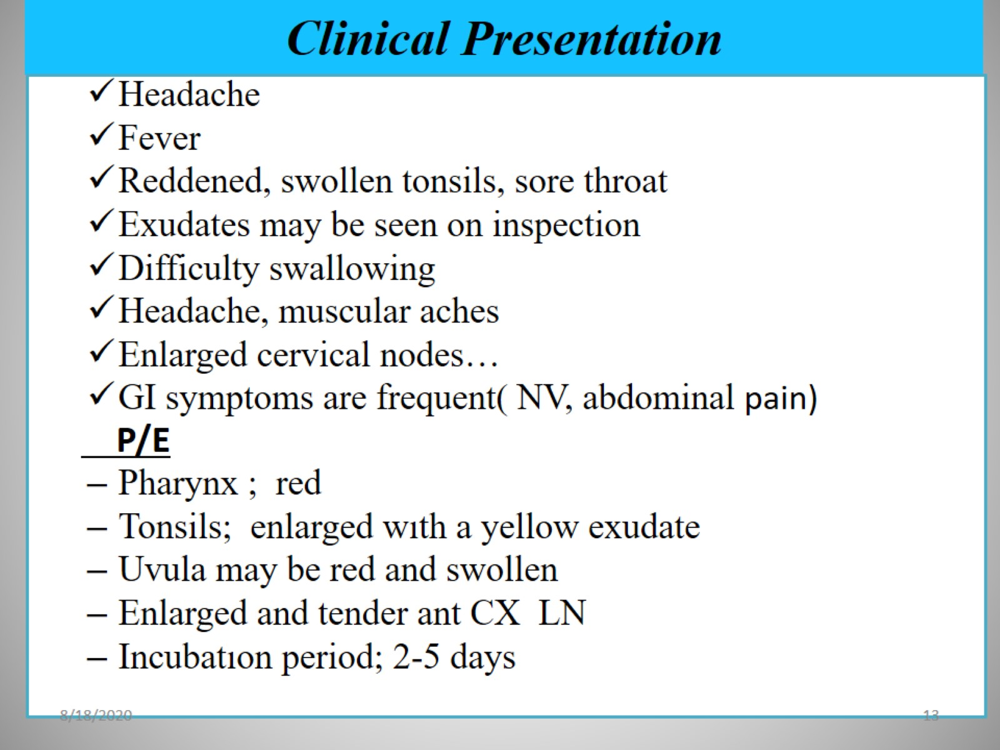 Clinical Presentation
✓Headache
✓Fever
✓Reddened, swollen tonsils, sore throat
✓Exudates may be seen on inspection
✓Difficulty swallowing
✓Headache, muscular aches
✓Enlarged cervical nodes…
✓GI symptoms are frequent( NV, abdominal pain)
P/E
– Pharynx ;  red
– Tonsils;  enlarged wıth a yellow exudate
– Uvula may be red and swollen
– Enlarged and tender ant CX  LN
– Incubatıon period; 2-5 days
8/18/2020
13